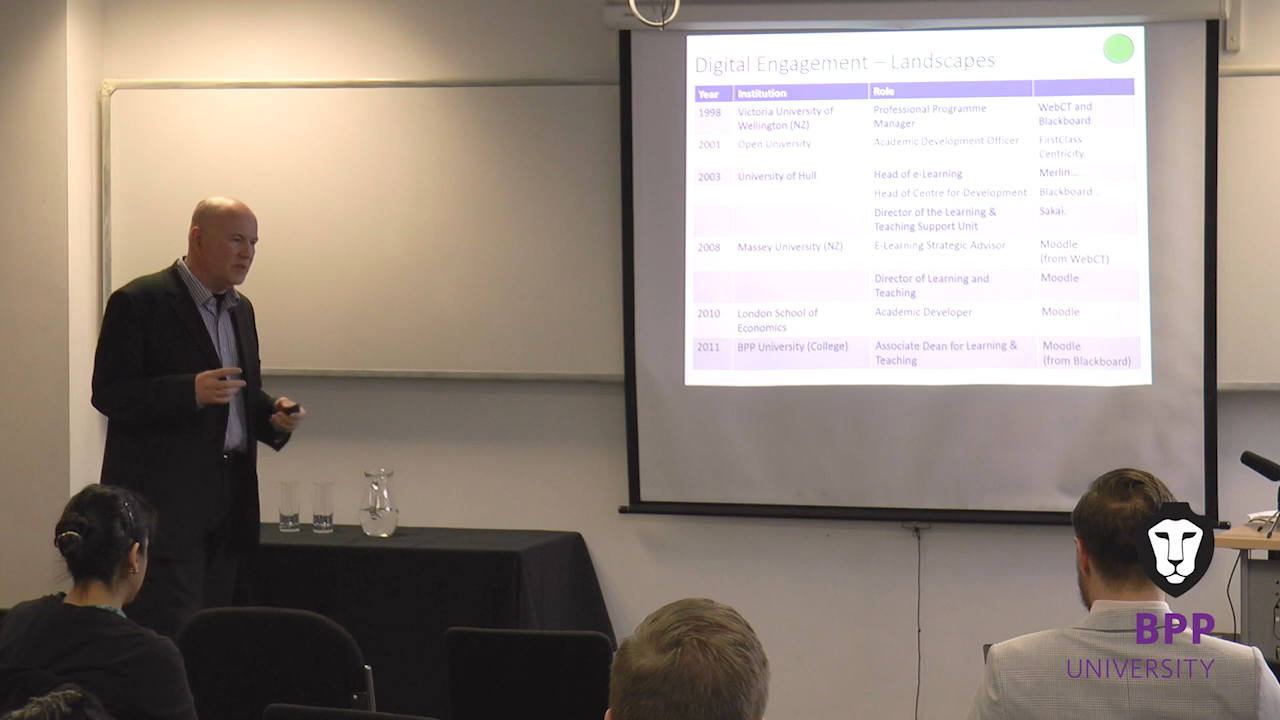 Digital Engagement – Landscapes
Year Institution Role
1998 Victoria University of Wellington (NZ) Professional Programme Manager WebCT and Blackboard
2001 Open University Academic Development Officer FirstClass Centricity
2003 University of Hull Head of e-Learning Merlin...
Head of Centre for Development Blackboard...
Director of the Learning & Teaching Support Unit Sakai.
2008 Massey University (NZ) E-Learning Strategic Advisor Moodle (from WebCT)
Director of Learning and Teaching Moodle
2010 London School of Economics Academic Developer Moodle
2011 BPP University (College) Associate Dean for Learning & Teaching Moodle (from Blackboard)
BPP
UNIVERSITY